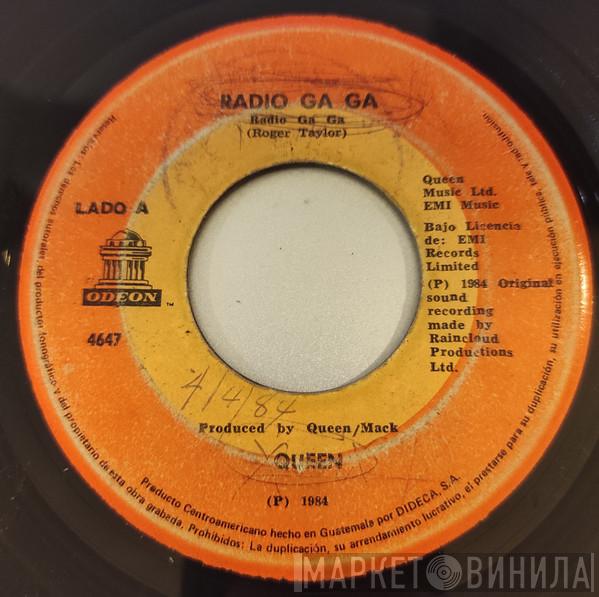 RADIO GA GA
Radio Ga Ga
(Roger Taylor)
LADO A
ODEON
TM
4647
Queen
Music Ltd.
EMI Music
Bajo Licencia
de: EMI
Records
Limited
(P) 1984 Original
sound
recording
made by
Raincloud
Productions
Ltd.
4/4/84
Produced by Queen/Mack
QUEEN
(P) 1984
Producto Centroamericano hecho en Guatemala por DIDECA, S.A.
Reservados: Los derechos autorales, del productor fonográfico y del propietario de esta obra grabada. Prohibidos: La duplicación, su arrendamiento lucrativo, el prestarse para su duplicación, su utilización en ejecución pública, tele y radiodifusión
МАРКЕТ ВИНИЛА